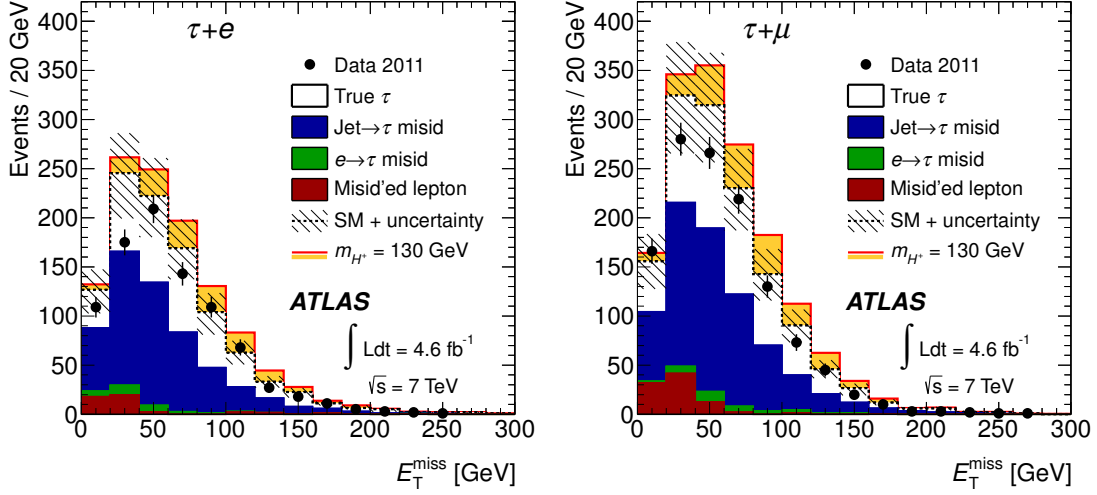 τ+e
Events / 20 GeV
400
350
300
250
200
150
100
50
0
Data 2011
True τ
Jet→τ misid
e→τ misid
Misid'ed lepton
SM + uncertainty
m_H⁺ = 130 GeV
ATLAS
∫ Ldt = 4.6 fb⁻¹
√s = 7 TeV
0 50 100 150 200 250 300
E_T^miss [GeV]
τ+μ
Events / 20 GeV
400
350
300
250
200
150
100
50
0
Data 2011
True τ
Jet→τ misid
e→τ misid
Misid'ed lepton
SM + uncertainty
m_H⁺ = 130 GeV
ATLAS
∫ Ldt = 4.6 fb⁻¹
√s = 7 TeV
0 50 100 150 200 250 300
E_T^miss [GeV]